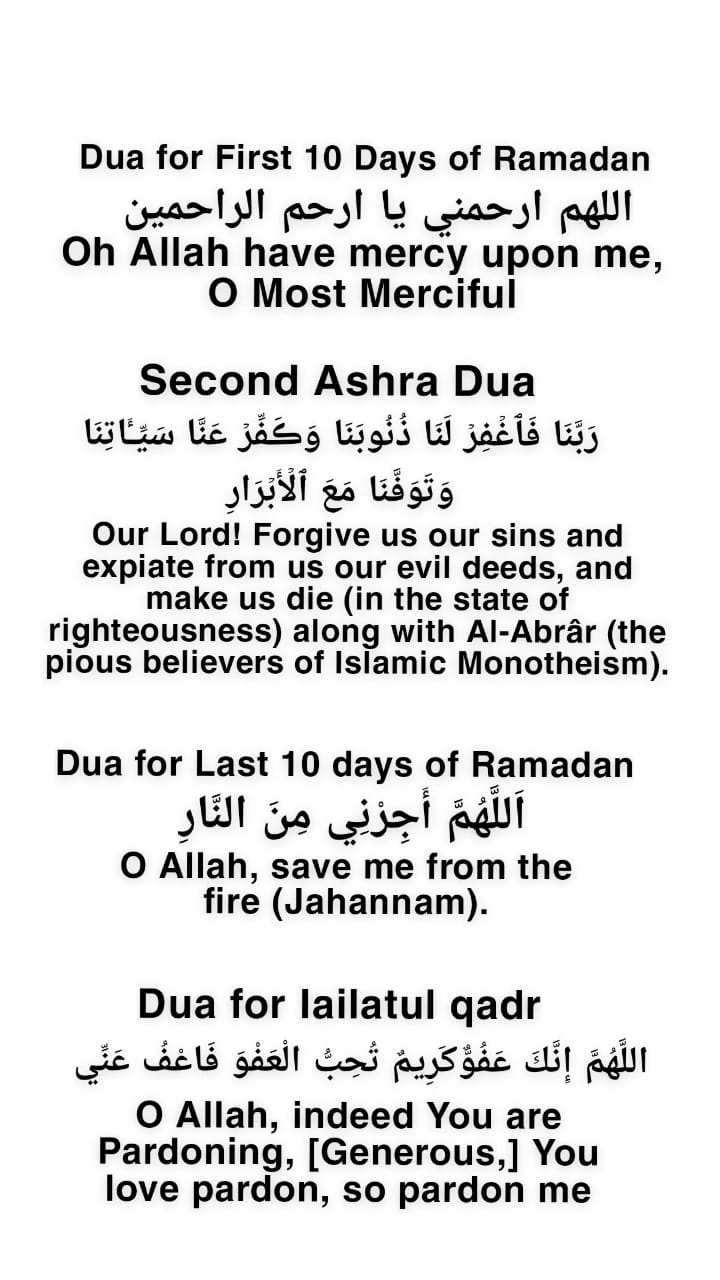 Dua for First 10 Days of Ramadan
اللهم ارحمني يا ارحم الراحمين
Oh Allah have mercy upon me,
O Most Merciful
Second Ashra Dua
رَبَّنَا فَٱغْفِرْ لَنَا ذُنُوبَنَا وَكَفِّرْ عَنَّا سَيِّـَٔاتِنَا
وَتَوَفَّنَا مَعَ ٱلْأَبْرَارِ
Our Lord! Forgive us our sins and
expiate from us our evil deeds, and
make us die (in the state of
righteousness) along with Al-Abrâr (the
pious believers of Islamic Monotheism).
Dua for Last 10 days of Ramadan
اَللَّهُمَّ أَجِرْنِي مِنَ النَّارِ
O Allah, save me from the
fire (Jahannam).
Dua for lailatul qadr
اللَّهُمَّ إِنَّكَ عَفُوٌّ كَرِيمٌ تُحِبُّ الْعَفْوَ فَاعْفُ عَنِّي
O Allah, indeed You are
Pardoning, [Generous,] You
love pardon, so pardon me